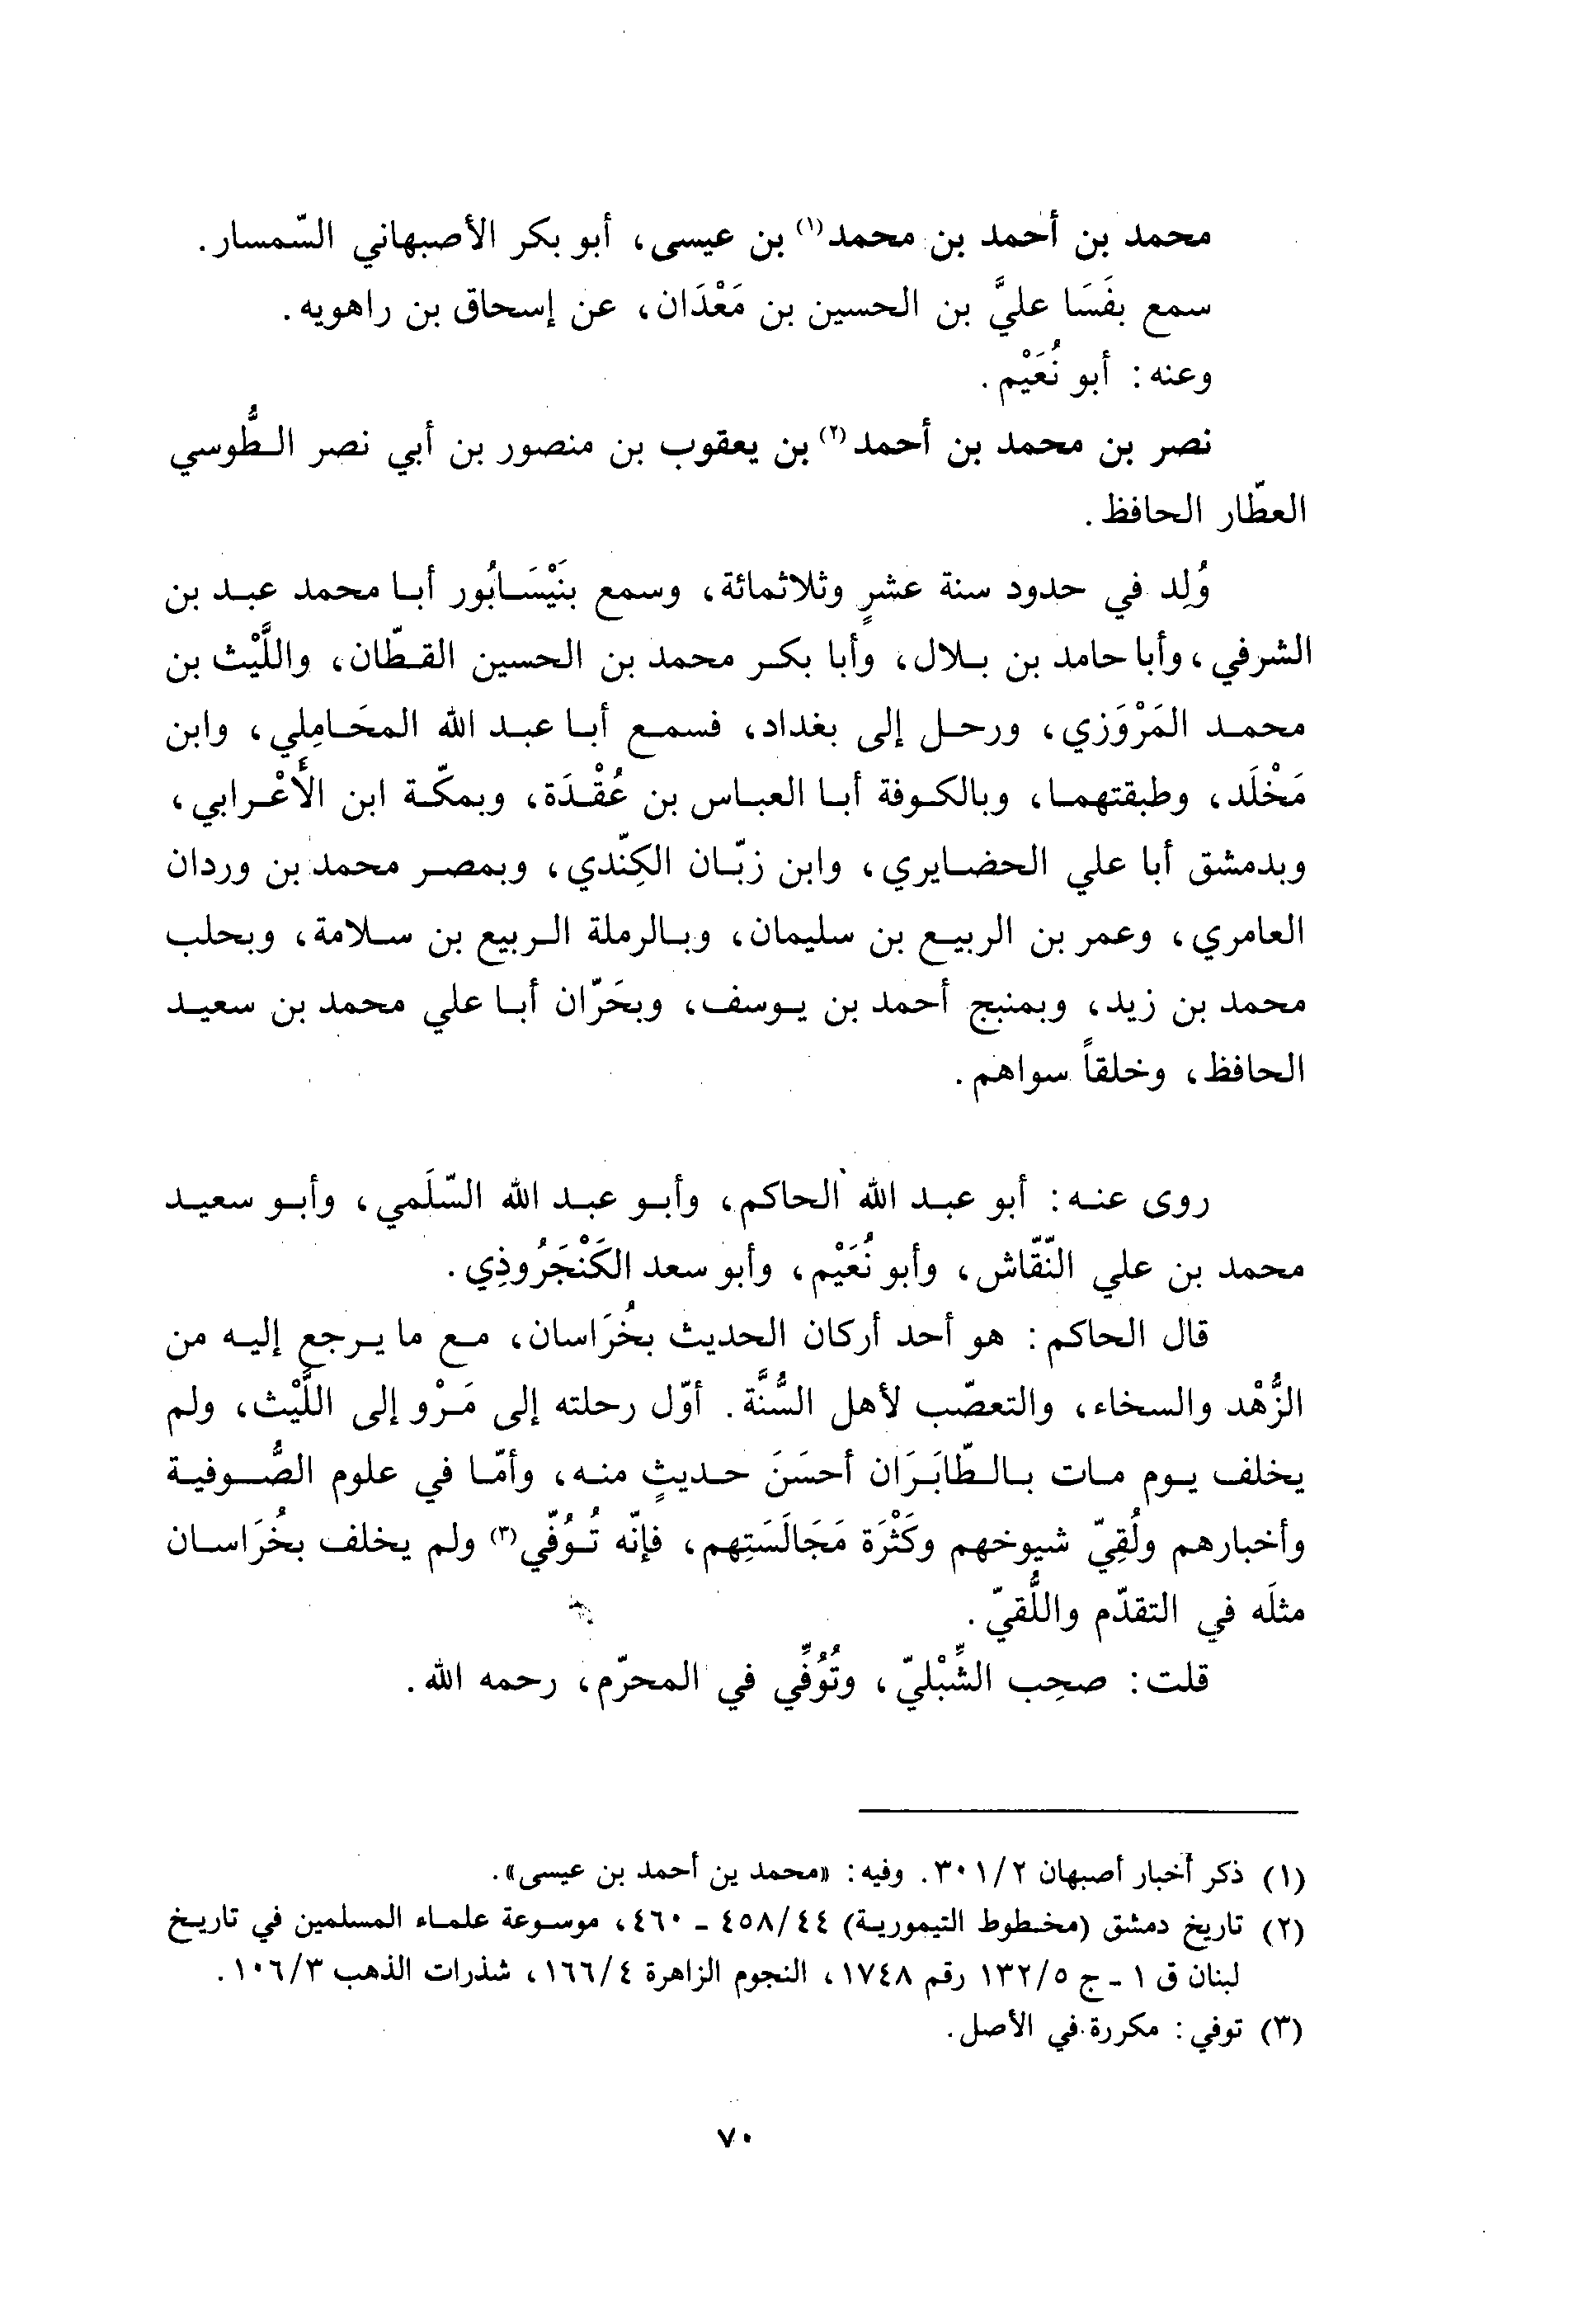 محمد بن أحمد بن محمد(١) بن عيسى، أبو بكر الأصبهاني السّمسار.
سمع بفَسَا عليَّ بن الحسين بن مَعْدَان، عن إسحاق بن راهويه.
وعنه: أبو نُعَيْم.
نصر بن محمد بن أحمد(٢) بن يعقوب بن منصور بن أبي نصر الطُّوسي
العطّار الحافظ.
وُلِد في حدود سنة عشرٍ وثلاثمائة، وسمع بنَيْسَابُور أبا محمد عبد بن
الشرفي، وأبا حامد بن بلال، وأبا بكر محمد بن الحسين القطّان، واللَّيْث بن
محمد المَرْوَزي، ورحل إلى بغداد، فسمع أبا عبد الله المحَامِلي، وابن
مَخْلَد، وطبقتهما، وبالكوفة أبا العباس بن عُقْدَة، وبمكّة ابن الأَعْرابي،
وبدمشق أبا علي الحضايري، وابن زبّان الكِنّدي، وبمصر محمد بن وردان
العامري، وعمر بن الربيع بن سليمان، وبالرملة الربيع بن سلامة، وبحلب
محمد بن زيد، وبمنبج أحمد بن يوسف، وبحَرّان أبا علي محمد بن سعيد
الحافظ، وخلقاً سواهم.
روى عنه: أبو عبد الله الحاكم، وأبو عبد الله السّلَمي، وأبو سعيد
محمد بن علي النّقّاش، وأبو نُعَيْم، وأبو سعد الكَنْجَرُوذِي.
قال الحاكم: هو أحد أركان الحديث بخُرَاسان، مع ما يرجع إليه من
الزُّهْد والسخاء، والتعصّب لأهل السُّنَّة. أوّل رحلته إلى مَرْو إلى اللَّيْث، ولم
يخلف يوم مات بالطّابَرَان أحسَنَ حديثٍ منه، وأمّا في علوم الصُّوفية
وأخبارهم ولُقِيّ شيوخهم وكَثْرَة مَجَالَسَتِهم، فإنّه تُوُفّي(٣) ولم يخلف بخُرَاسان
مثلَه في التقدّم واللُّقيّ.
قلت: صحِب الشِّبْليّ، وتُوُفِّي في المحرّم، رحمه الله.
(١) ذكر أخبار أصبهان ٣٠١/٢. وفيه: «محمد ين أحمد بن عيسى».
(٢) تاريخ دمشق (مخطوط التيمورية) ٤٥٨/٤٤ ـ ٤٦٠، موسوعة علماء المسلمين في تاريخ
لبنان ق ١ ـ ج ١٣٢/٥ رقم ١٧٤٨، النجوم الزاهرة ١٦٦/٤، شذرات الذهب ١٠٦/٣.
(٣) توفي: مكررة في الأصل.
٧٠